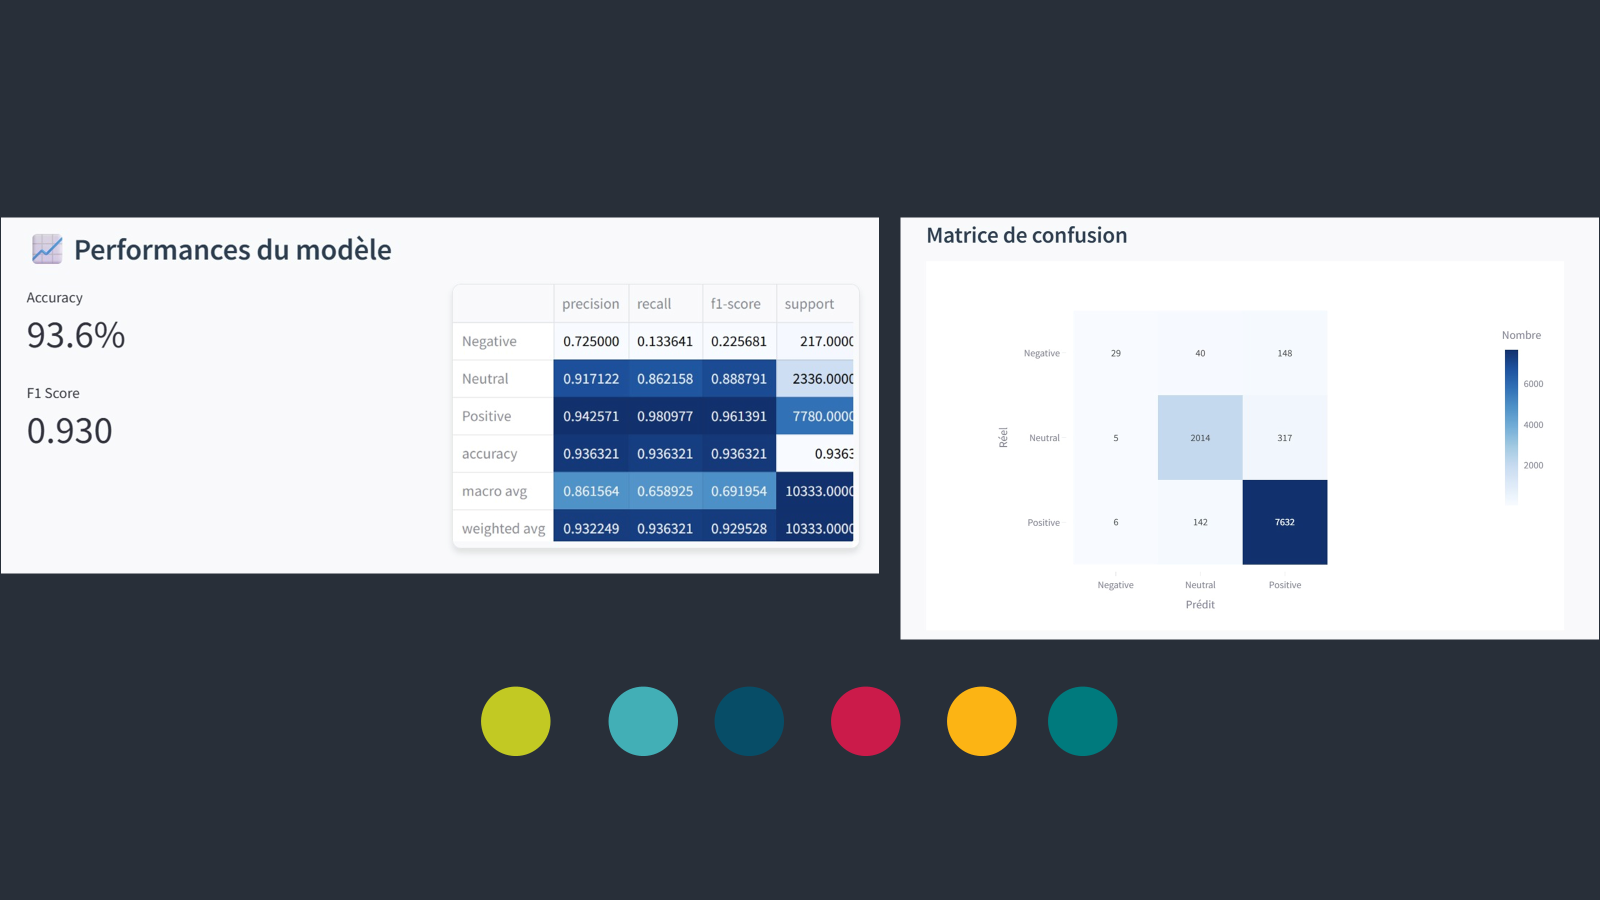 Performances du modèle
Accuracy
93.6%
F1 Score
0.930
precision recall f1-score support
Negative 0.725000 0.133641 0.225681 217.0000
Neutral 0.917122 0.862158 0.888791 2336.0000
Positive 0.942571 0.980977 0.961391 7780.0000
accuracy 0.936321 0.936321 0.936321 0.9363
macro avg 0.861564 0.658925 0.691954 10333.0000
weighted avg 0.932249 0.936321 0.929528 10333.0000
Matrice de confusion
Nombre
Negative 29 40 148
6000
4000
Réel
Neutral 5 2014 317
2000
Positive 6 142 7632
Negative Neutral Positive
Prédit